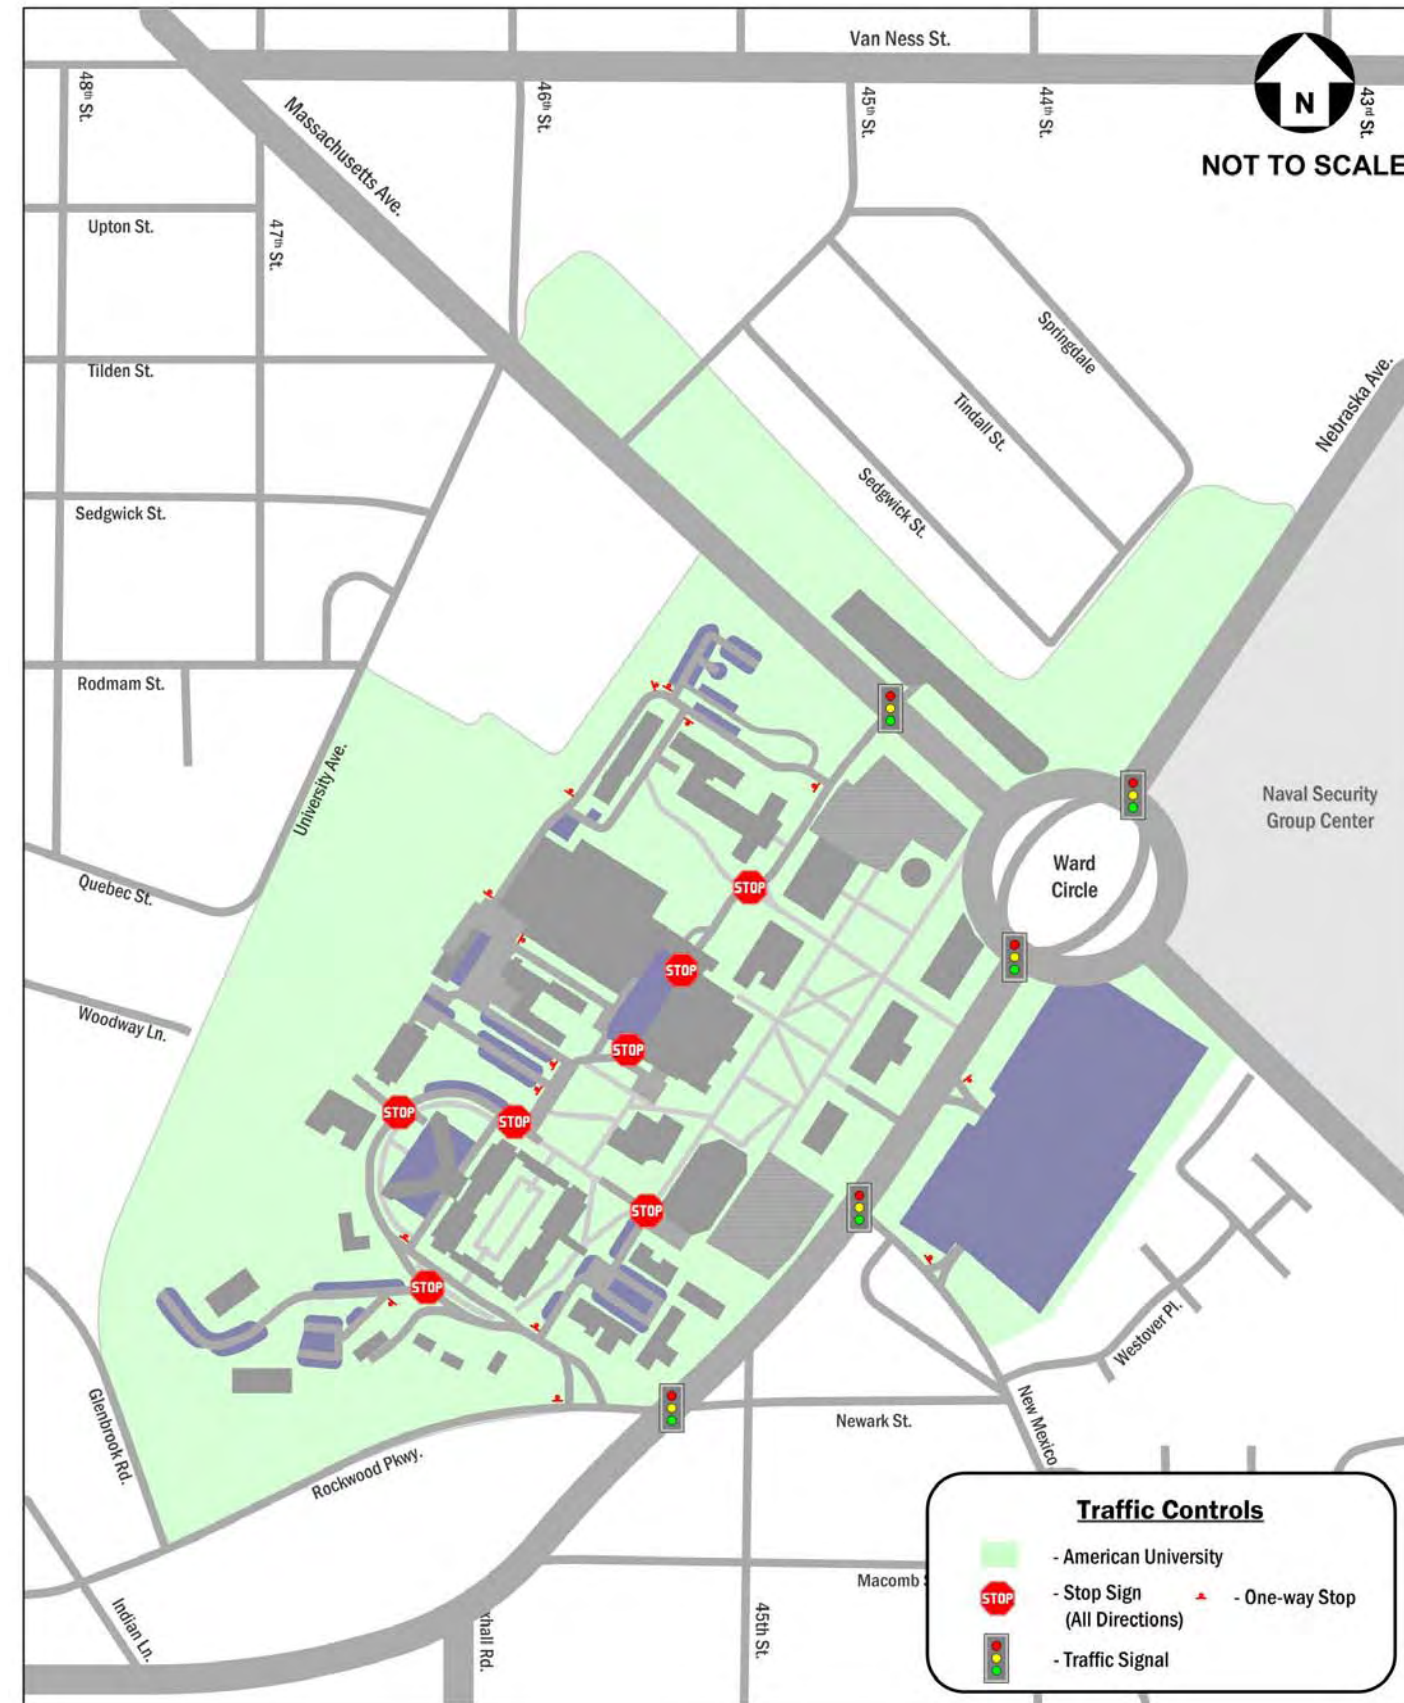 Van Ness St.
48th St.
46th St.
45th St.
44th St.
43rd St.
N
NOT TO SCALE
Massachusetts Ave.
Upton St.
47th St.
Springdale
Nebraska Ave.
Tilden St.
Tindall St.
Sedgwick St.
Sedgwick St.
Rodmam St.
University Ave.
Naval Security
Group Center
Ward
Circle
Quebec St.
STOP
STOP
Woodway Ln.
STOP
STOP
STOP
STOP
STOP
Westover Pl.
Glenbrook Rd.
New Mexico
Newark St.
Rockwood Pkwy.
Indian Ln.
xhall Rd.
45th St.
Macomb
Traffic Controls
- American University
STOP
- Stop Sign
(All Directions)
- One-way Stop
- Traffic Signal